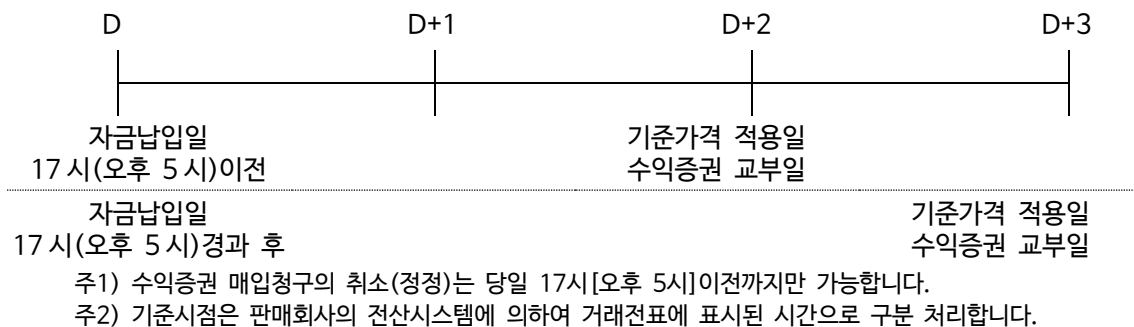 D D+1 D+2 D+3
자금납입일 기준가격 적용일
17시(오후 5시)이전 수익증권 교부일
자금납입일 기준가격 적용일
17시(오후 5시)경과 후 수익증권 교부일
주1) 수익증권 매입청구의 취소(정정)는 당일 17시[오후 5시]이전까지만 가능합니다.
주2) 기준시점은 판매회사의 전산시스템에 의하여 거래전표에 표시된 시간으로 구분 처리합니다.